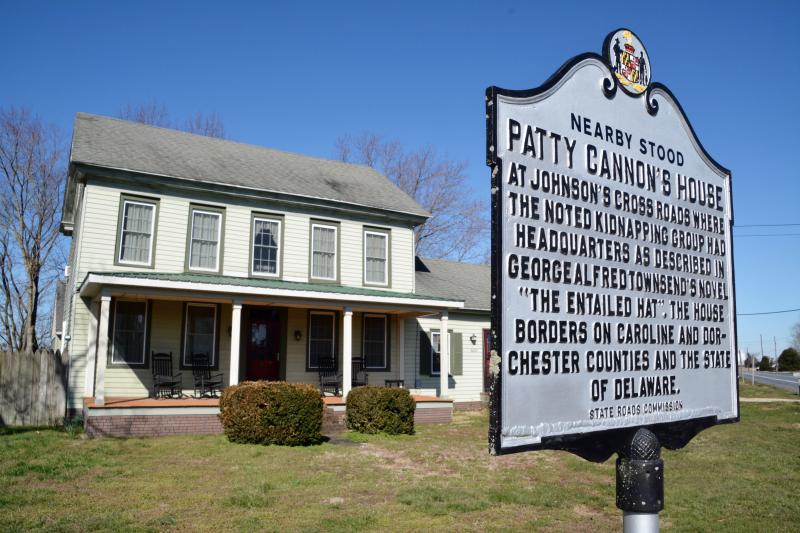 NEARBY STOOD
PATTY CANNON'S HOUSE
AT JOHNSON'S CROSS ROADS WHERE
THE NOTED KIDNAPPING GROUP HAD
HEADQUARTERS AS DESCRIBED IN
GEORGE ALFRED TOWNSEND'S NOVEL
"THE ENTAILED HAT". THE HOUSE
BORDERS ON CAROLINE AND DOR-
CHESTER COUNTIES AND THE STATE
OF DELAWARE.
STATE ROADS COMMISSION